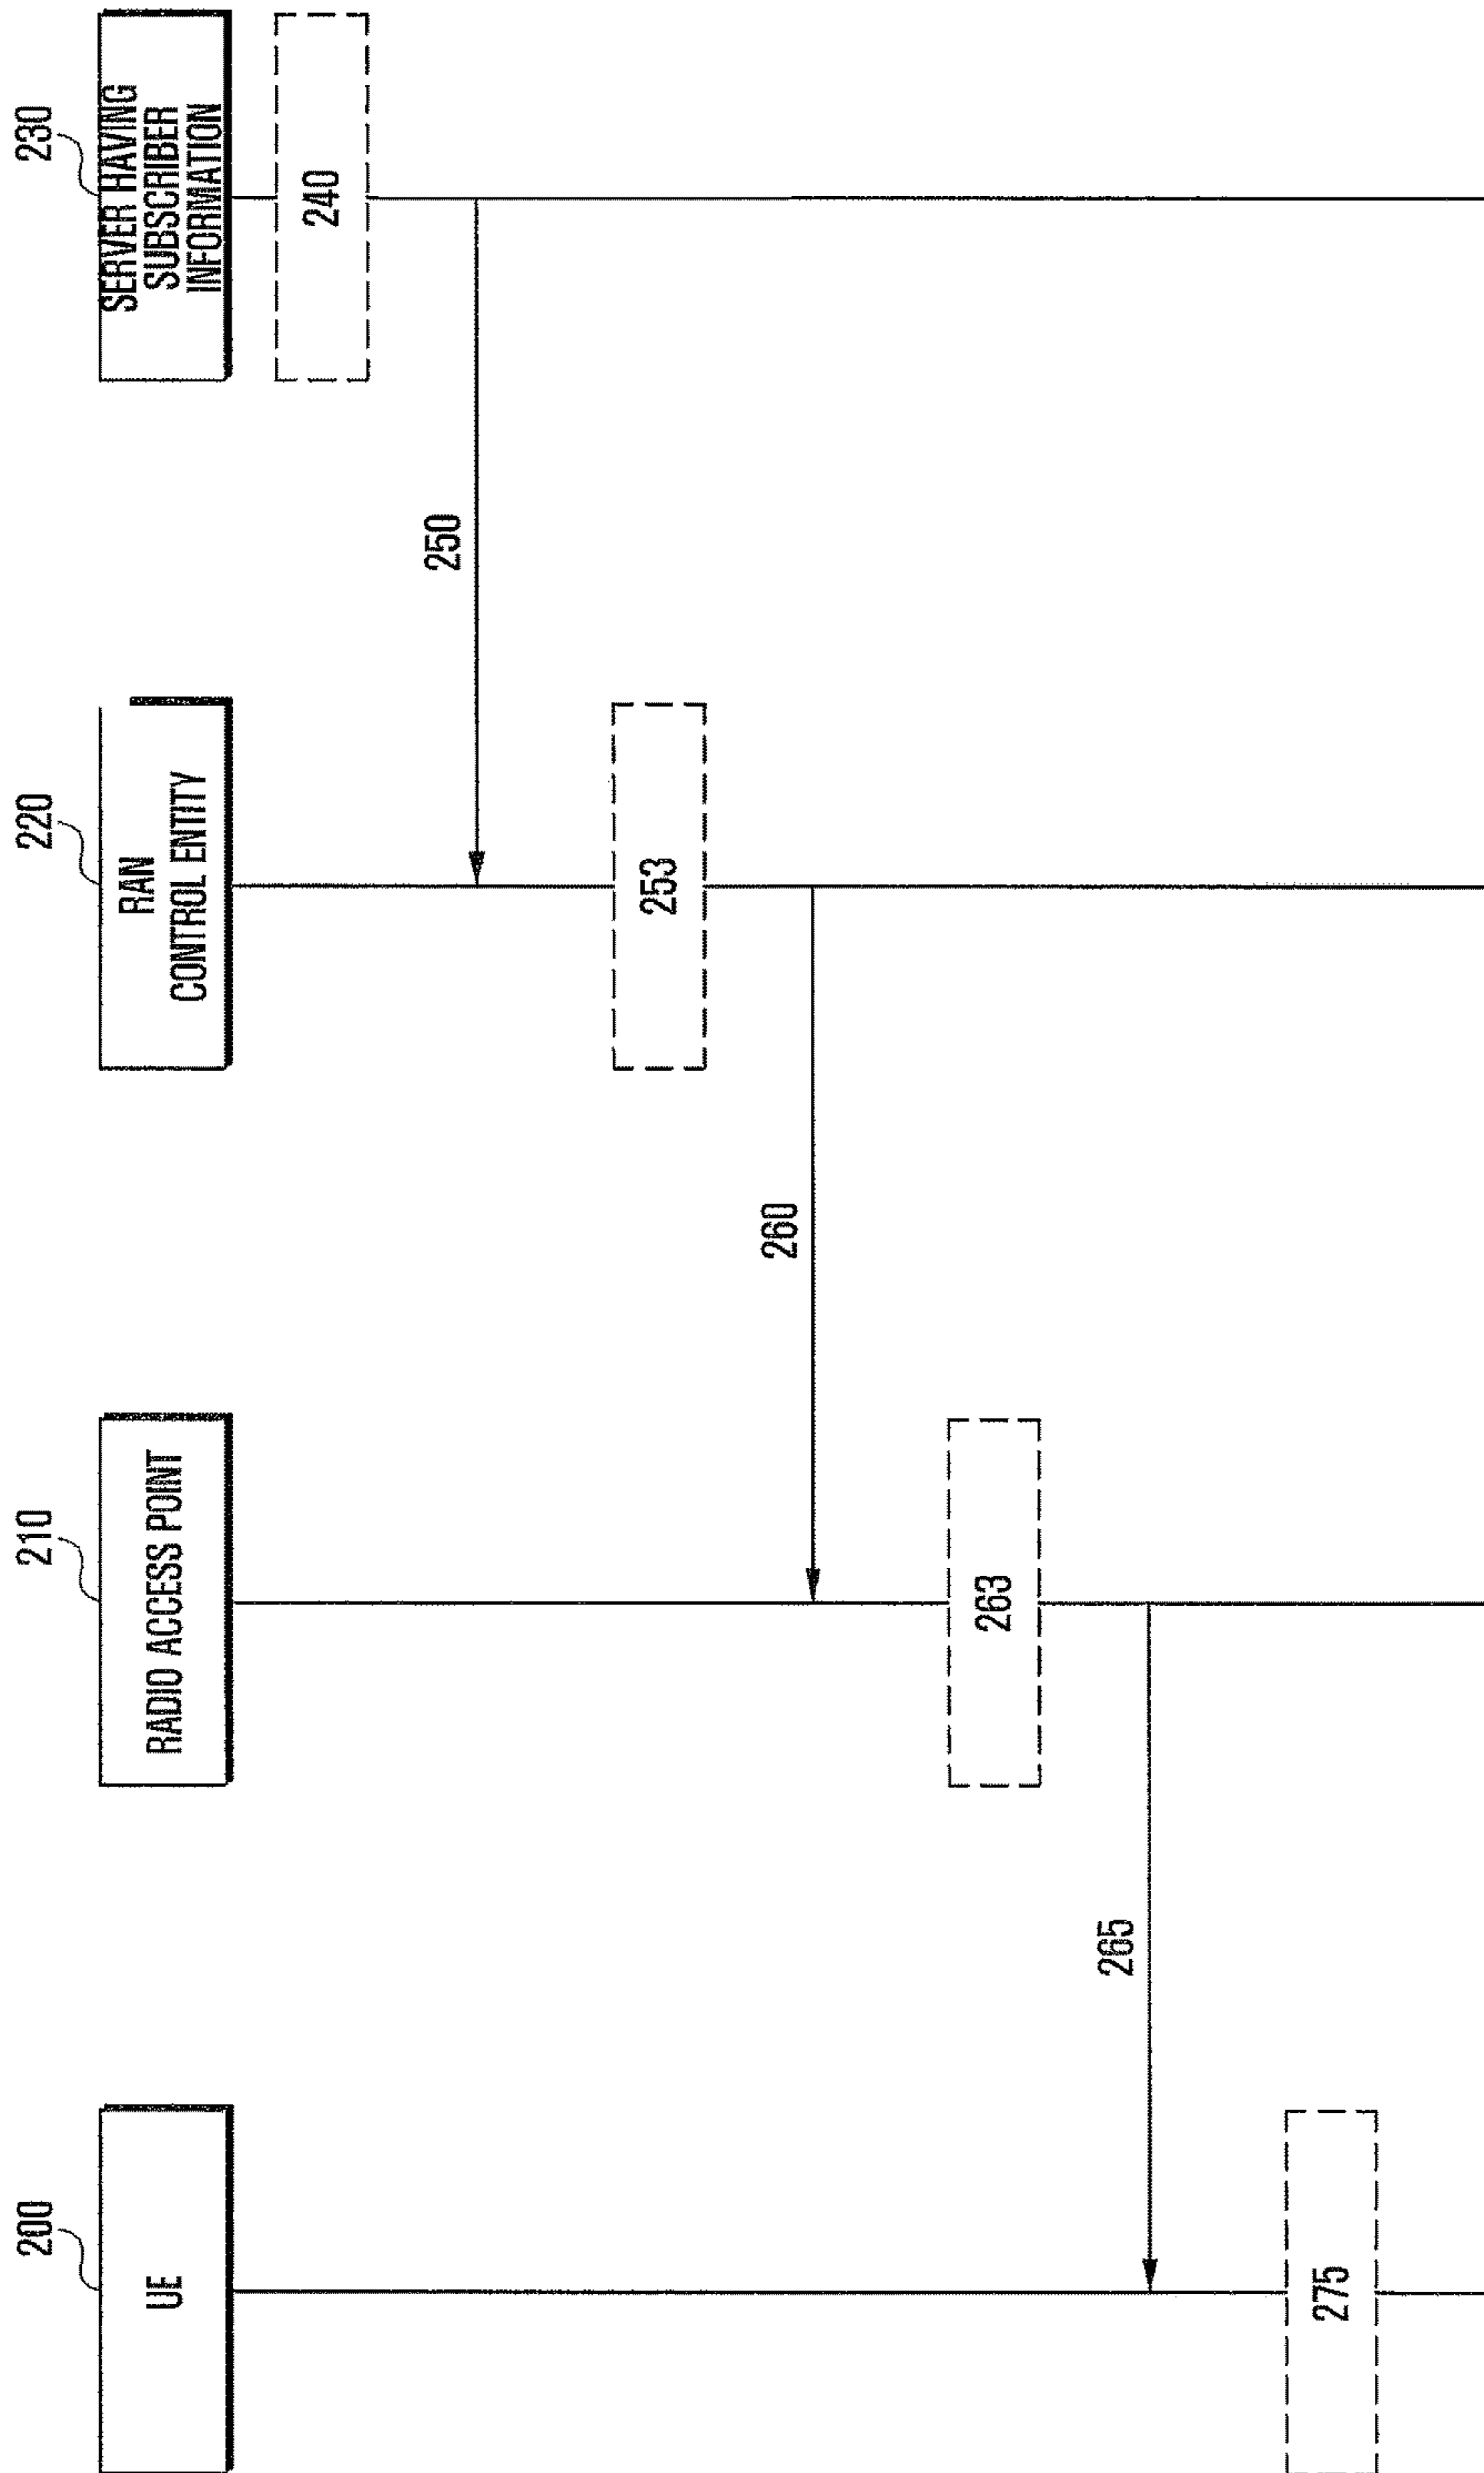 200
210
220
230
UE
RADIO ACCESS POINT
RAN
CONTROL ENTITY
SERVER HAVING
SUBSCRIBER
INFORMATION
240
250
253
260
263
265
275